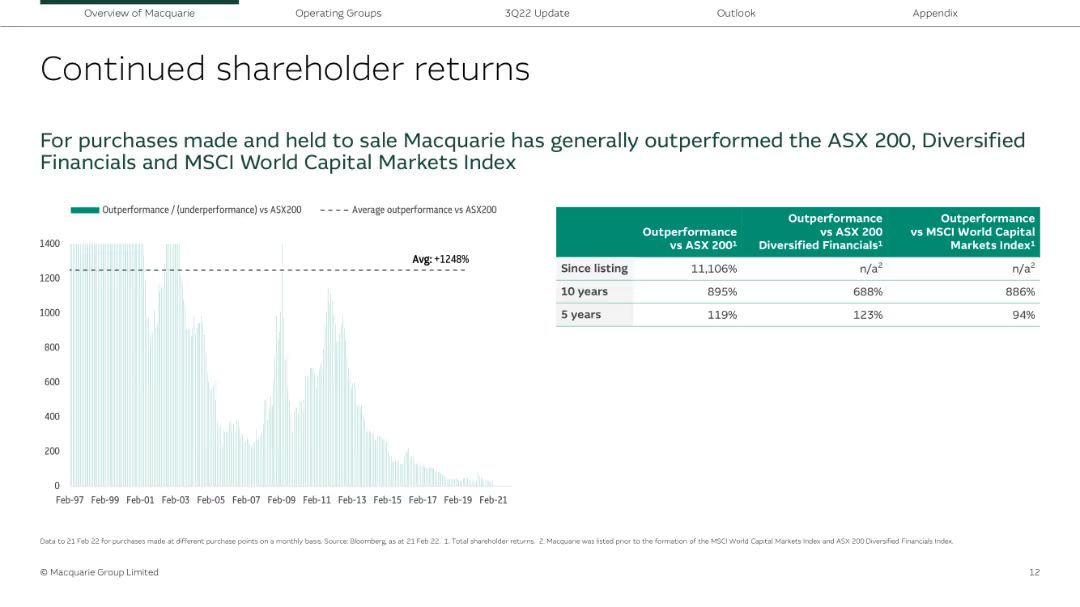 Overview of Macquarie Operating Groups 3Q22 Update Outlook Appendix
Continued shareholder returns
For purchases made and held to sale Macquarie has generally outperformed the ASX 200, Diversified
Financials and MSCI World Capital Markets Index
Outperformance / (underperformance) vs ASX200 Average outperformance vs ASX200
1400
1200
1000
800
600
400
200
0
Avg: +1248%
Feb-97 Feb-99 Feb-01 Feb-03 Feb-05 Feb-07 Feb-09 Feb-11 Feb-13 Feb-15 Feb-17 Feb-19 Feb-21
Outperformance
vs ASX 200¹
Outperformance
vs ASX 200
Diversified Financials¹
Outperformance
vs MSCI World Capital
Markets Index¹
Since listing 11,106% n/a² n/a²
10 years 895% 688% 886%
5 years 119% 123% 94%
Data to 21 Feb 22 for purchases made at different purchase points on a monthly basis. Source: Bloomberg, as at 21 Feb 22. 1. Total shareholder returns. 2. Macquarie was listed prior to the formation of the MSCI World Capital Markets Index and ASX 200 Diversified Financials Index.
© Macquarie Group Limited 12